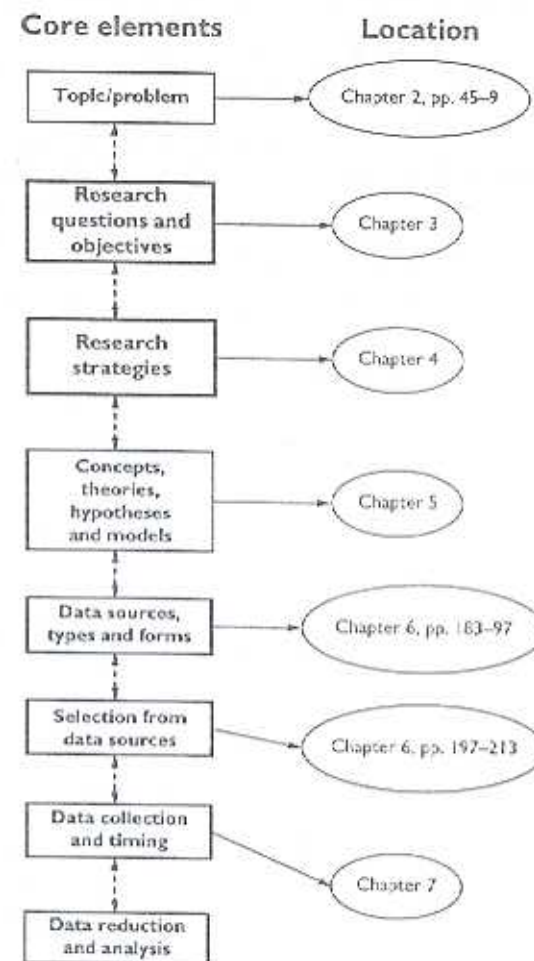 Core elements
Location
Topic/problem
Chapter 2, pp. 45–9
Research
questions and
objectives
Chapter 3
Research
strategies
Chapter 4
Concepts,
theories,
hypotheses
and models
Chapter 5
Data sources,
types and forms
Chapter 6, pp. 183–97
Selection from
data sources
Chapter 6, pp. 197–213
Data collection
and timing
Chapter 7
Data reduction
and analysis